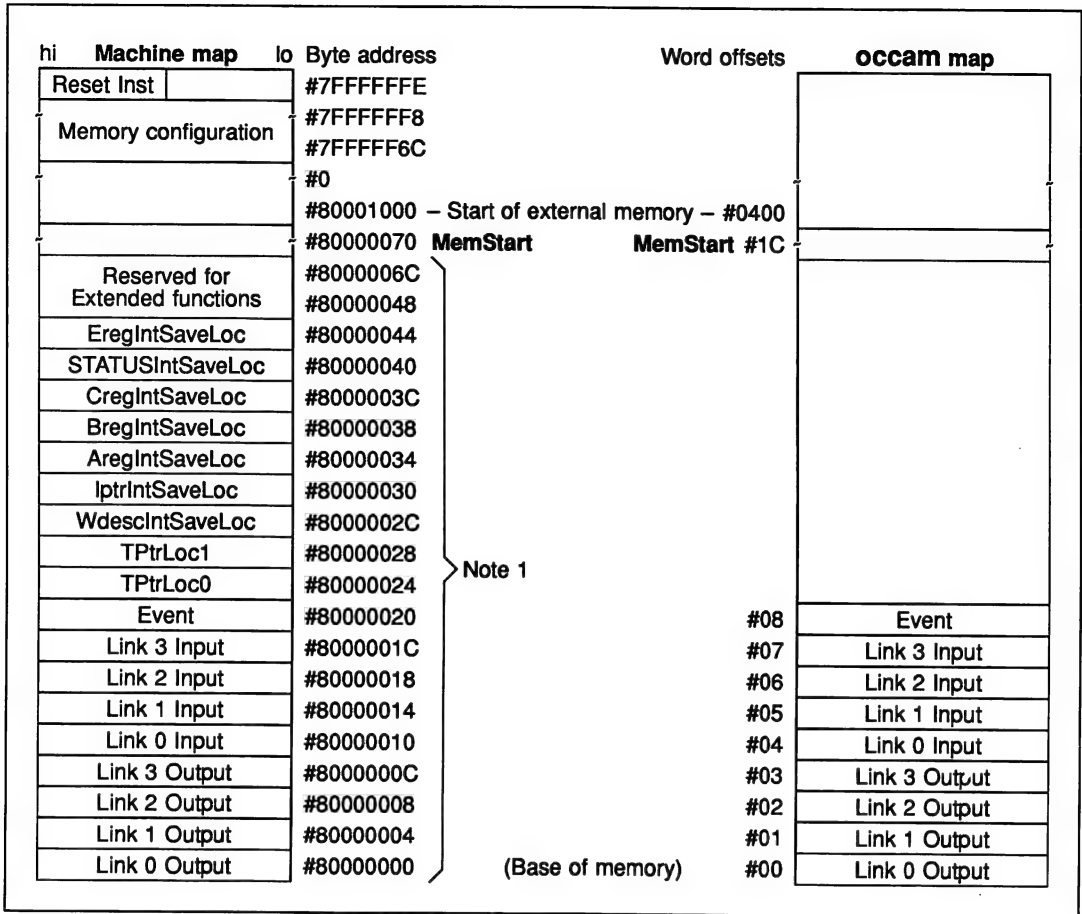 hi Machine map lo Byte address Word offsets occam map
Reset Inst #7FFFFFFE
#7FFFFFF8
Memory configuration
#7FFFFF6C
#0
#80001000 – Start of external memory – #0400
#80000070 MemStart MemStart #1C
Reserved for #8000006C
Extended functions #80000048
EregIntSaveLoc #80000044
STATUSIntSaveLoc #80000040
CregIntSaveLoc #8000003C
BregIntSaveLoc #80000038
AregIntSaveLoc #80000034
IptrIntSaveLoc #80000030
WdescIntSaveLoc #8000002C
TPtrLoc1 #80000028
Note 1
TPtrLoc0 #80000024
Event #80000020 #08 Event
Link 3 Input #8000001C #07 Link 3 Input
Link 2 Input #80000018 #06 Link 2 Input
Link 1 Input #80000014 #05 Link 1 Input
Link 0 Input #80000010 #04 Link 0 Input
Link 3 Output #8000000C #03 Link 3 Output
Link 2 Output #80000008 #02 Link 2 Output
Link 1 Output #80000004 #01 Link 1 Output
Link 0 Output #80000000 (Base of memory) #00 Link 0 Output